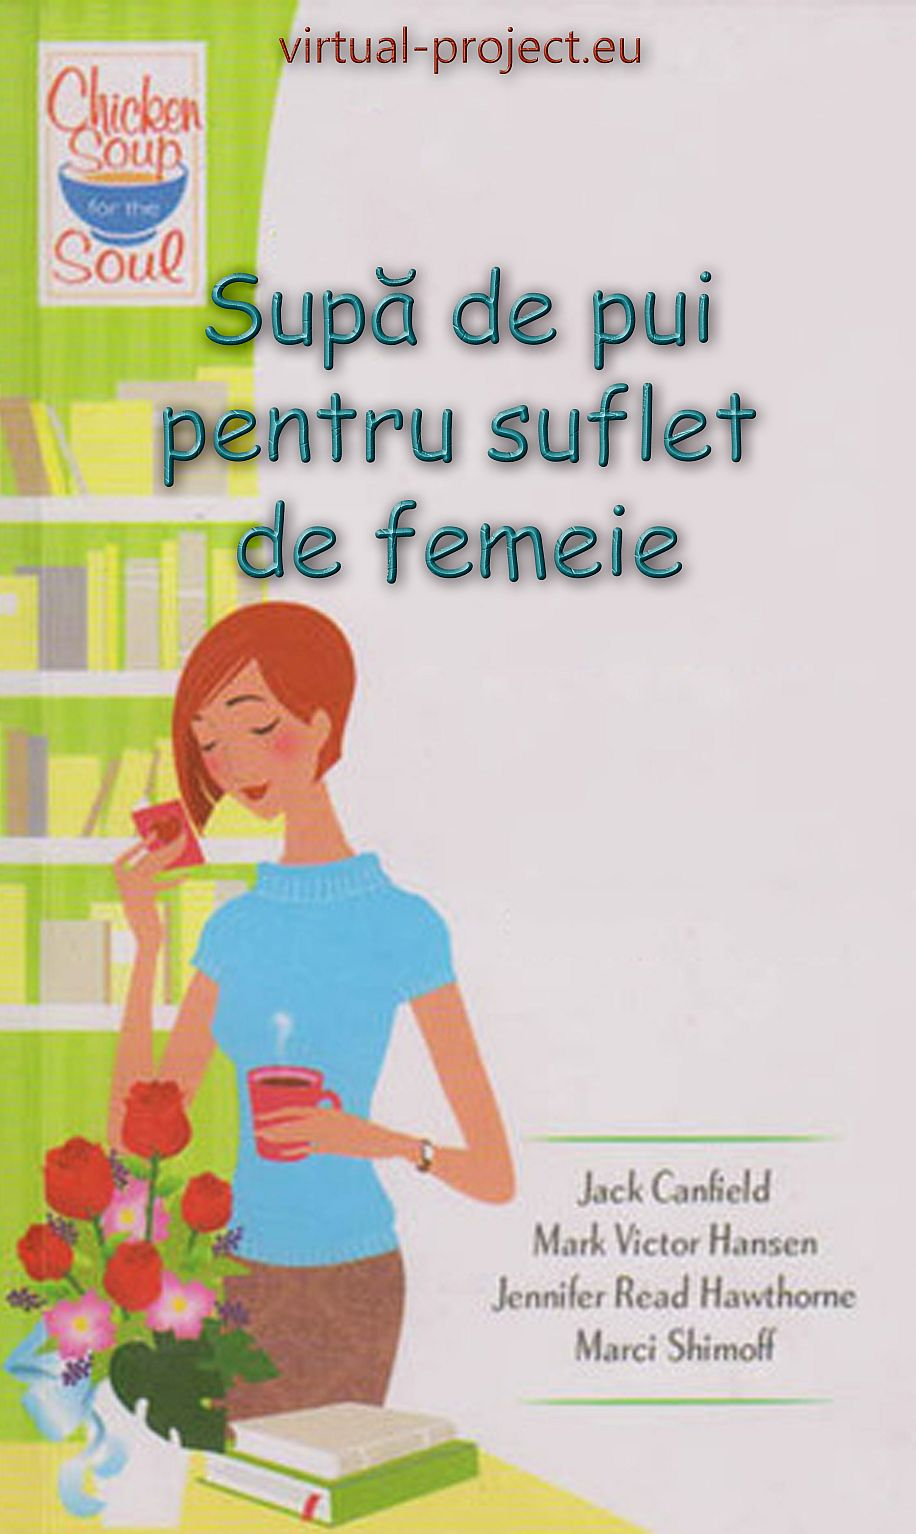 virtual-project.eu
Chicken
Soup
for the
Soul
Supă de pui
pentru suflet
de femeie
Jack Canfield
Mark Victor Hansen
Jennifer Read Hawthorne
Marci Shimoff